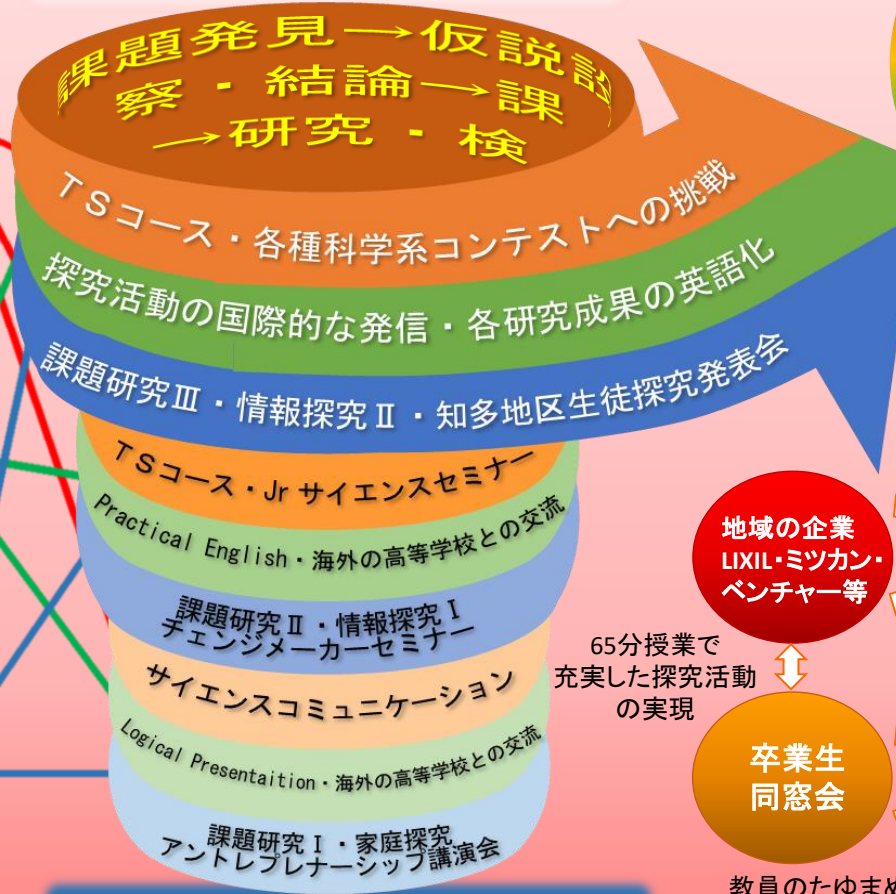 課題発見→仮説設
察・結論→課
→研究・検
TSコース・各種科学系コンテストへの挑戦
探究活動の国際的な発信・各研究成果の英語化
課題研究Ⅲ・情報探究Ⅱ・知多地区生徒探究発表会
TSコース・Jr サイエンスセミナー
Practical English・海外の高等学校との交流
課題研究Ⅱ・情報探究Ⅰ
チェンジメーカーセミナー
サイエンスコミュニケーション
Logical Presentaition・海外の高等学校との交流
課題研究Ⅰ・家庭探究
アントレプレナーシップ講演会
地域の企業
LIXIL・ミツカン・
ベンチャー等
65分授業で
充実した探究活動
の実現
卒業生
同窓会
教員のたゆまぬ